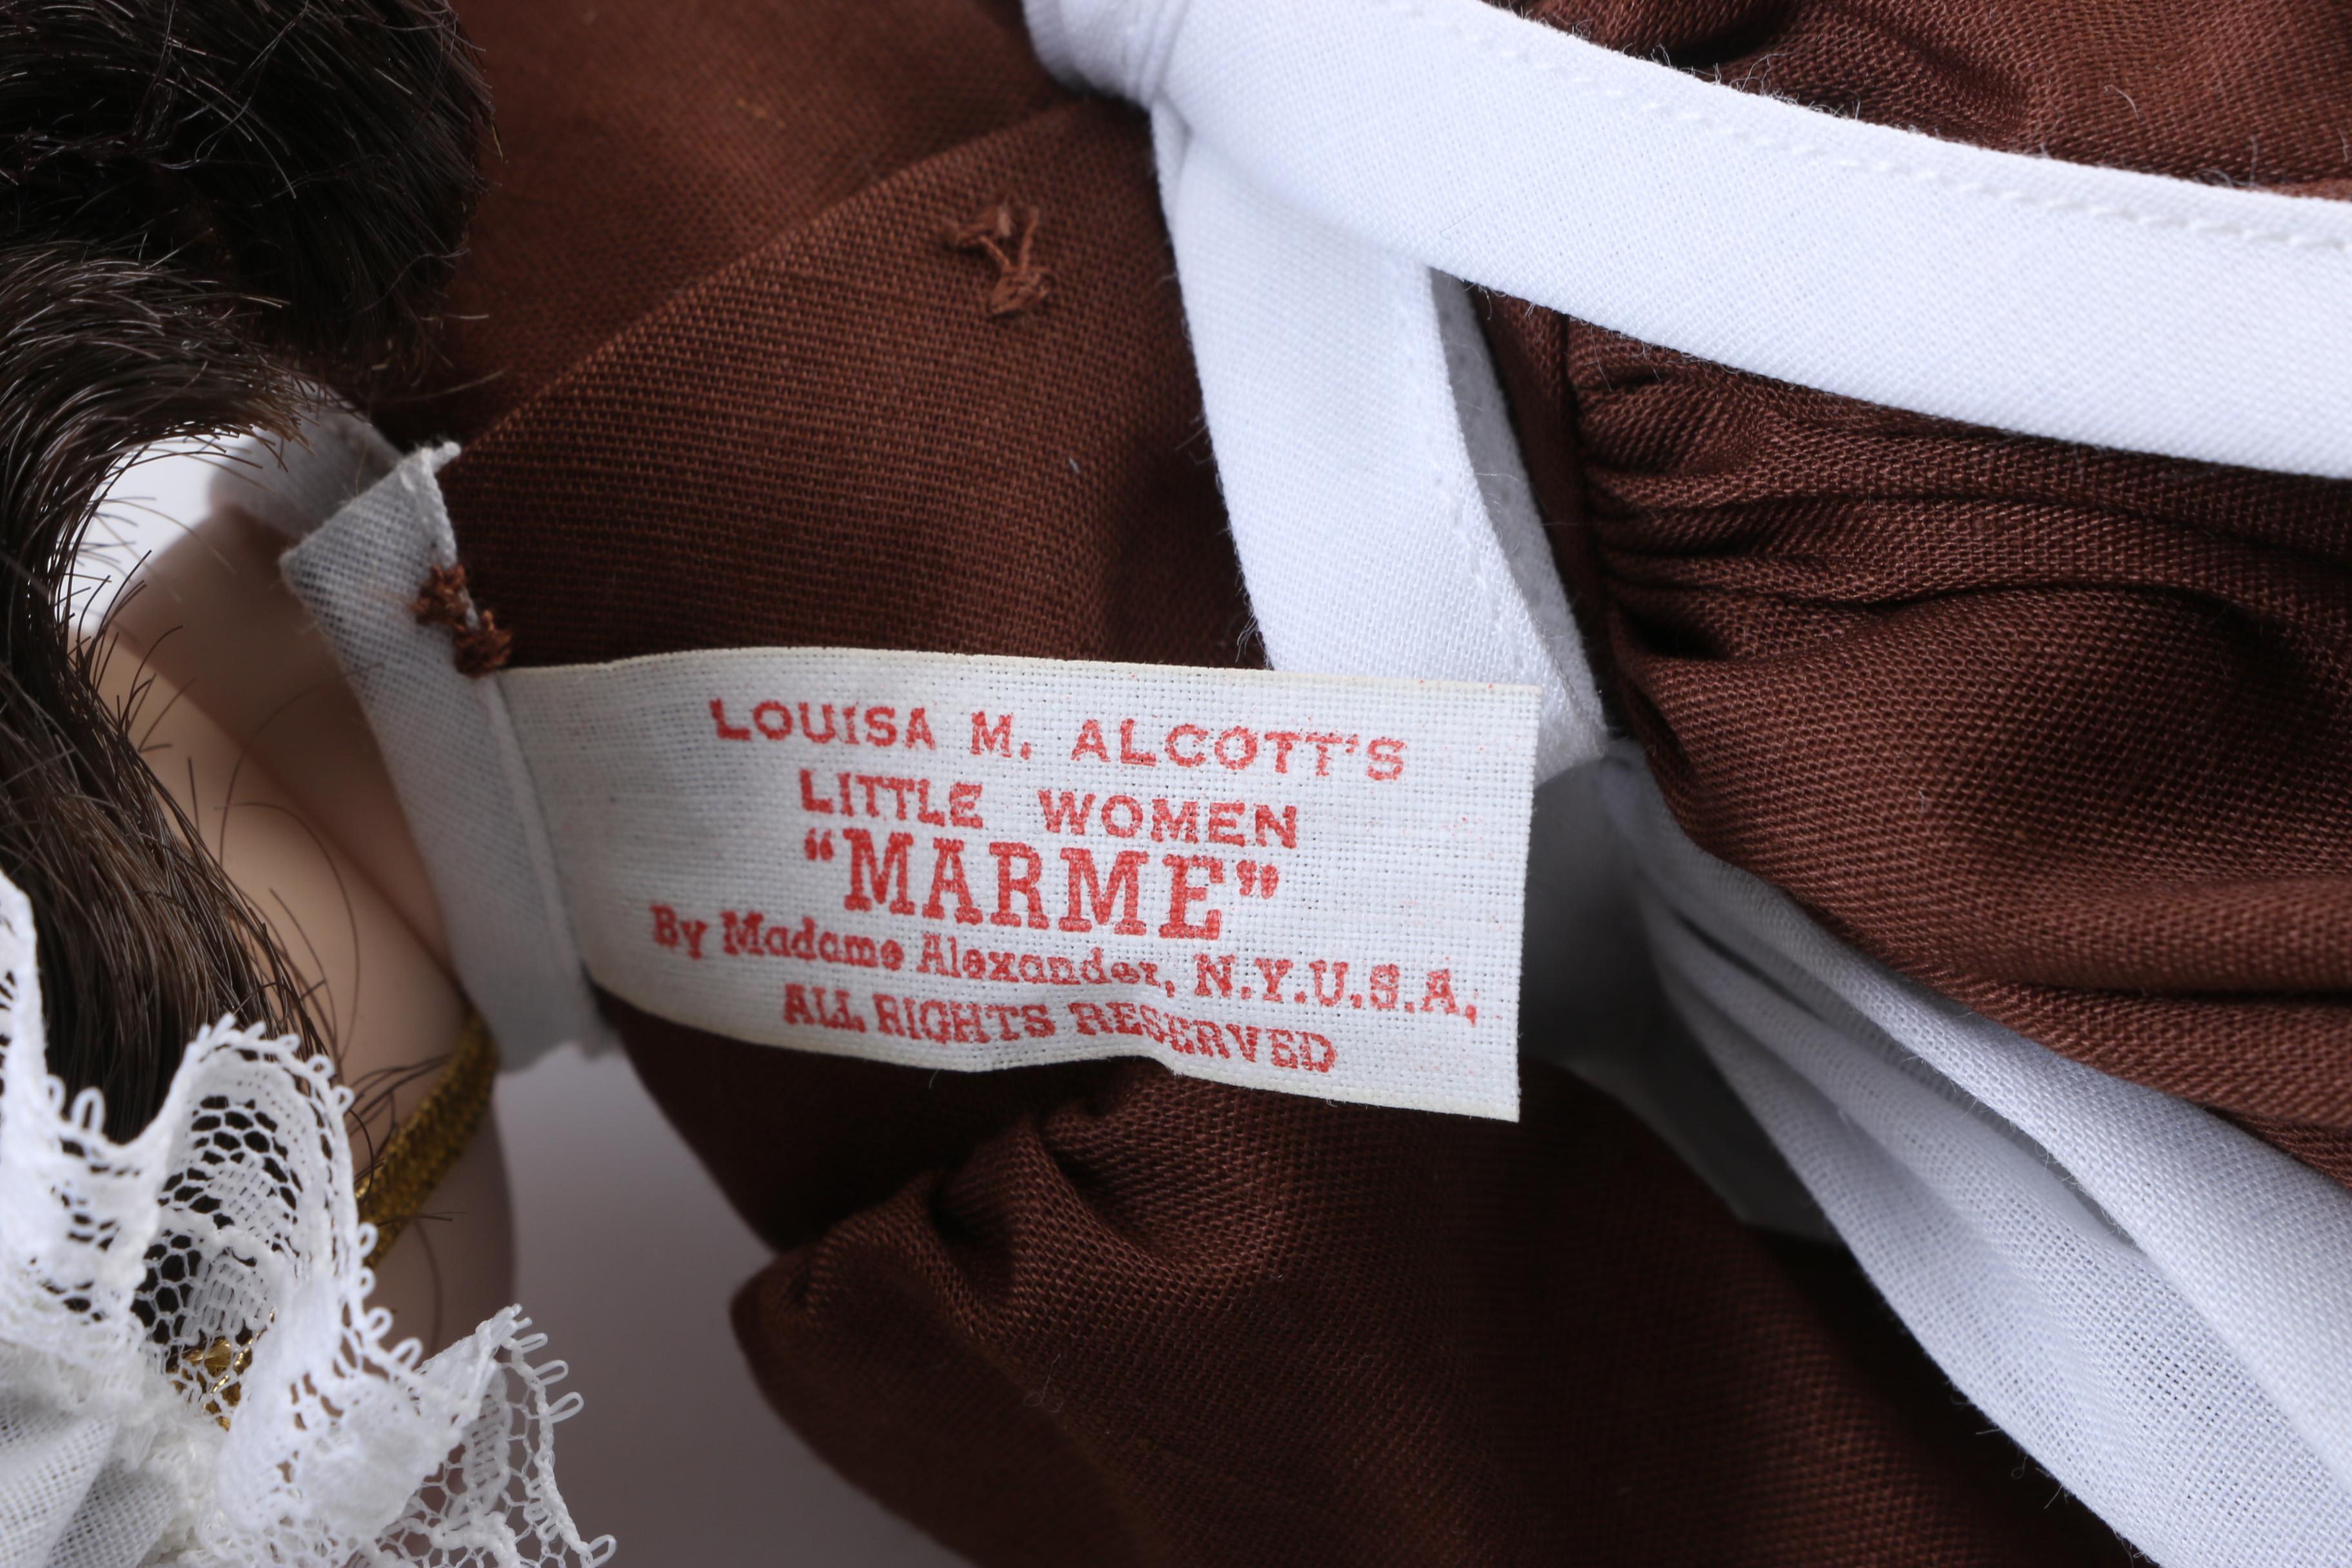 LOUISA M. ALCOTT'S
LITTLE WOMEN
"MARME"
By Madame Alexander, N.Y.U.S.A.
ALL RIGHTS RESERVED